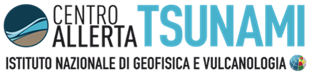 CENTRO
ALLERTA
TSUNAMI
ISTITUTO NAZIONALE DI GEOFISICA E VULCANOLOGIA